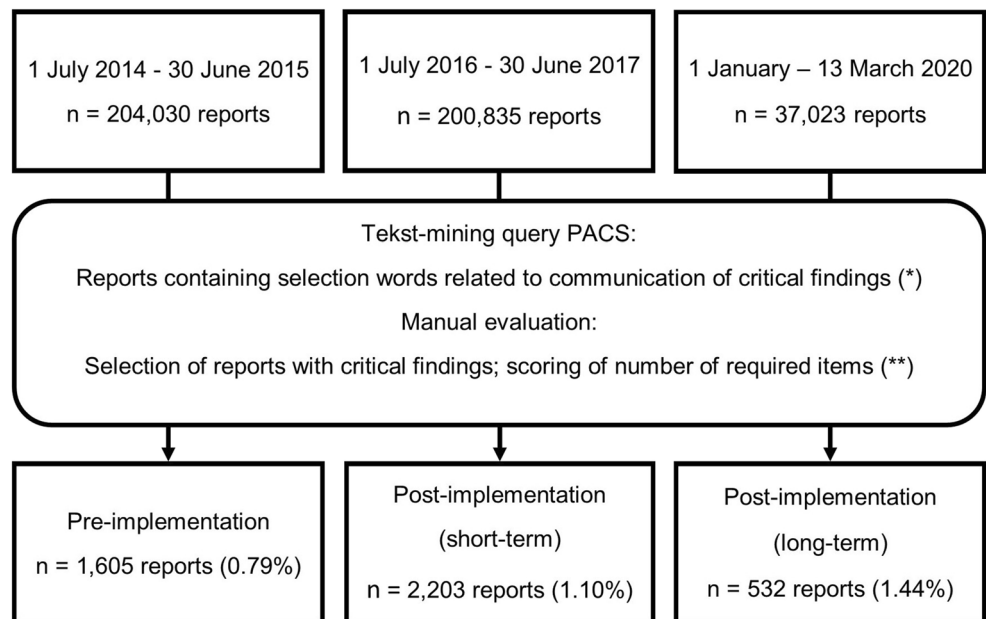 1 July 2014 - 30 June 2015
n = 204,030 reports
1 July 2016 - 30 June 2017
n = 200,835 reports
1 January – 13 March 2020
n = 37,023 reports
Tekst-mining query PACS:
Reports containing selection words related to communication of critical findings (*)
Manual evaluation:
Selection of reports with critical findings; scoring of number of required items (**)
Pre-implementation
n = 1,605 reports (0.79%)
Post-implementation
(short-term)
n = 2,203 reports (1.10%)
Post-implementation
(long-term)
n = 532 reports (1.44%)